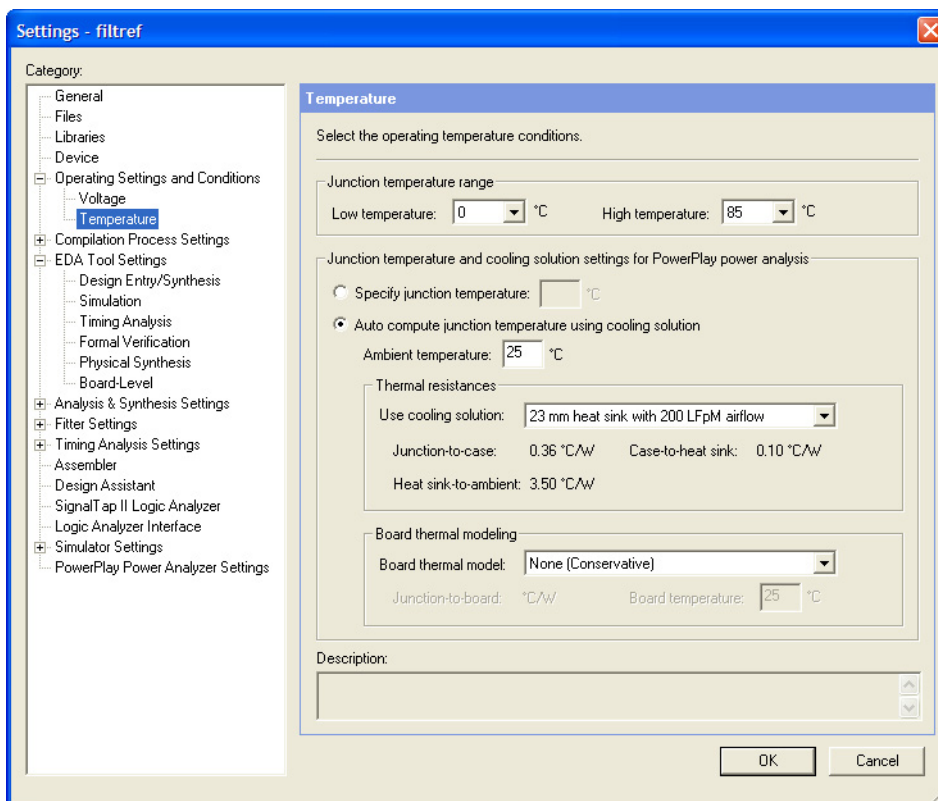 Settings - filtref
Category:
General
Files
Libraries
Device
Operating Settings and Conditions
Voltage
Temperature
Compilation Process Settings
EDA Tool Settings
Design Entry/Synthesis
Simulation
Timing Analysis
Formal Verification
Physical Synthesis
Board-Level
Analysis & Synthesis Settings
Fitter Settings
Timing Analysis Settings
Assembler
Design Assistant
SignalTap II Logic Analyzer
Logic Analyzer Interface
Simulator Settings
PowerPlay Power Analyzer Settings
Temperature
Select the operating temperature conditions.
Junction temperature range
Low temperature: 0 °C High temperature: 85 °C
Junction temperature and cooling solution settings for PowerPlay power analysis
Specify junction temperature: °C
Auto compute junction temperature using cooling solution
Ambient temperature: 25 °C
Thermal resistances
Use cooling solution: 23 mm heat sink with 200 LFpM airflow
Junction-to-case: 0.36 °C/W Case-to-heat sink: 0.10 °C/W
Heat sink-to-ambient: 3.50 °C/W
Board thermal modeling
Board thermal model: None (Conservative)
Junction-to-board: °C/W Board temperature: 25 °C
Description:
OK Cancel